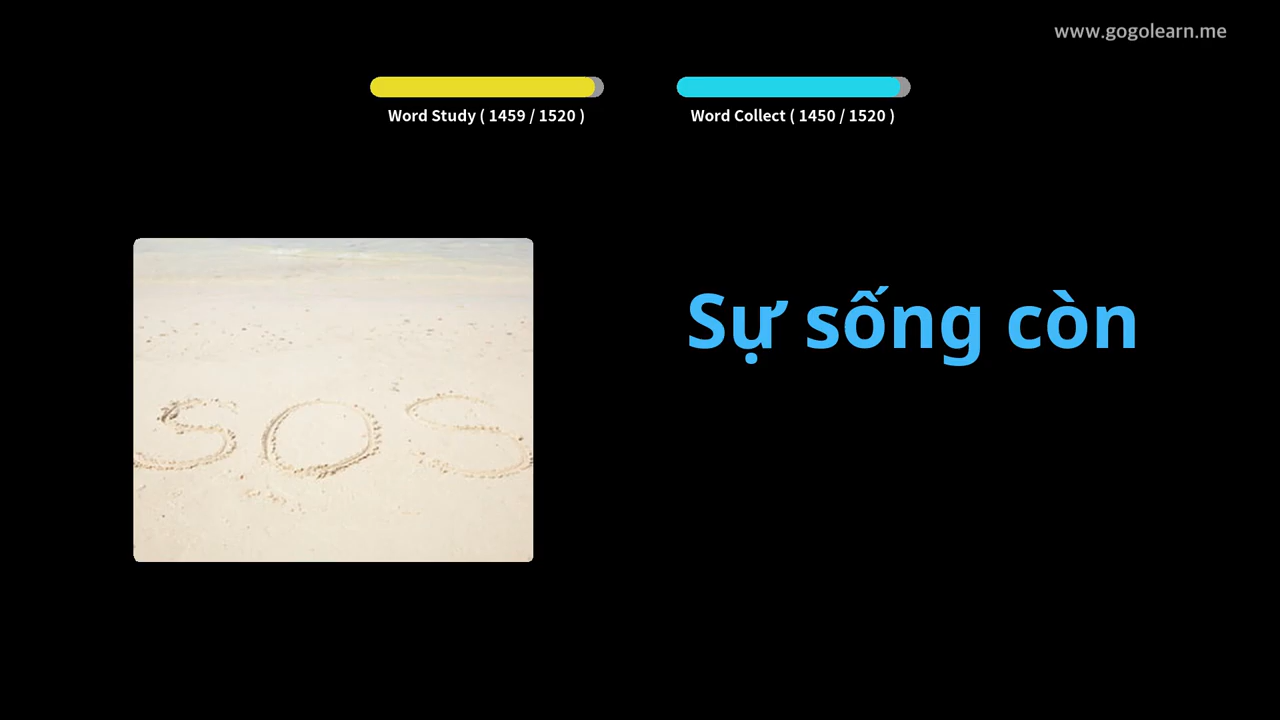 www.gogolearn.me
Word Study ( 1459 / 1520 )
Word Collect ( 1450 / 1520 )
SOS
Sự sống còn